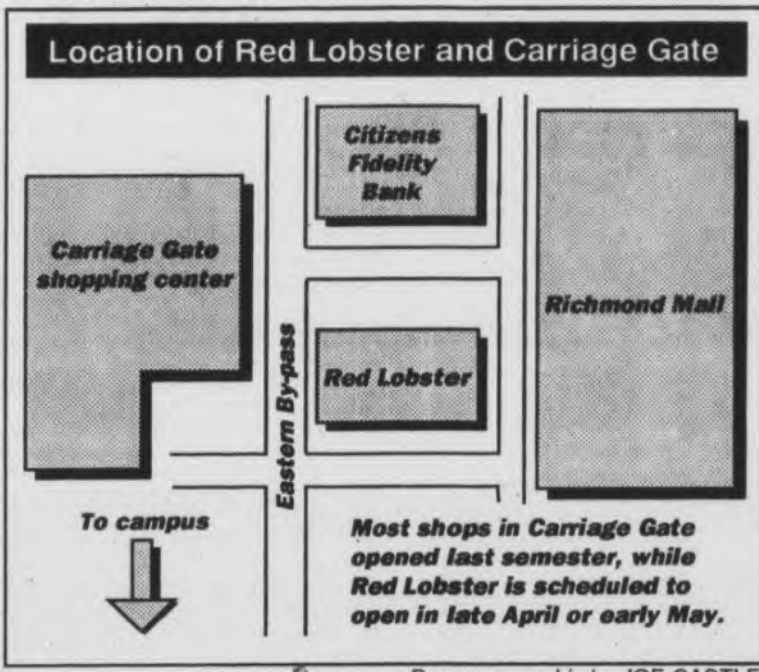 Location of Red Lobster and Carriage Gate
Citizens
Fidelity
Bank
Carriage Gate
shopping center
Richmond Mall
Red Lobster
Eastern By-pass
To campus
Most shops in Carriage Gate
opened last semester, while
Red Lobster is scheduled to
open in late April or early May.
JOE CASTLE